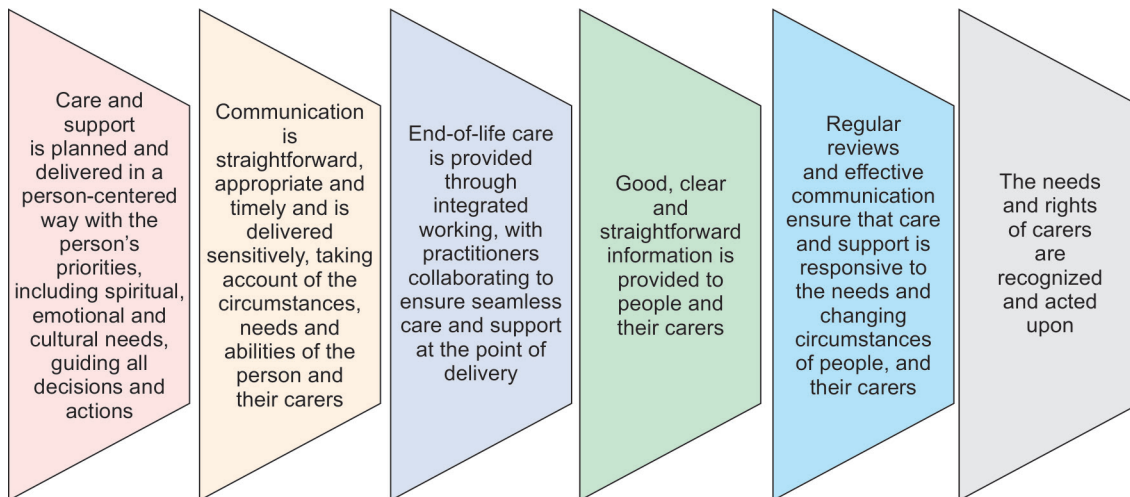 Care and
support
is planned and
delivered in a
person-centered
way with the
person's
priorities,
including spiritual,
emotional and
cultural needs,
guiding all
decisions and
actions
Communication
is
straightforward,
appropriate and
timely and is
delivered
sensitively, taking
account of the
circumstances,
needs and
abilities of the
person and
their carers
End-of-life care
is provided
through
integrated
working, with
practitioners
collaborating to
ensure seamless
care and support
at the point of
delivery
Good, clear
and
straightforward
information is
provided to
people and
their carers
Regular
reviews
and effective
communication
ensure that care
and support is
responsive to
the needs and
changing
circumstances
of people, and
their carers
The needs
and rights
of carers
are
recognized
and acted
upon